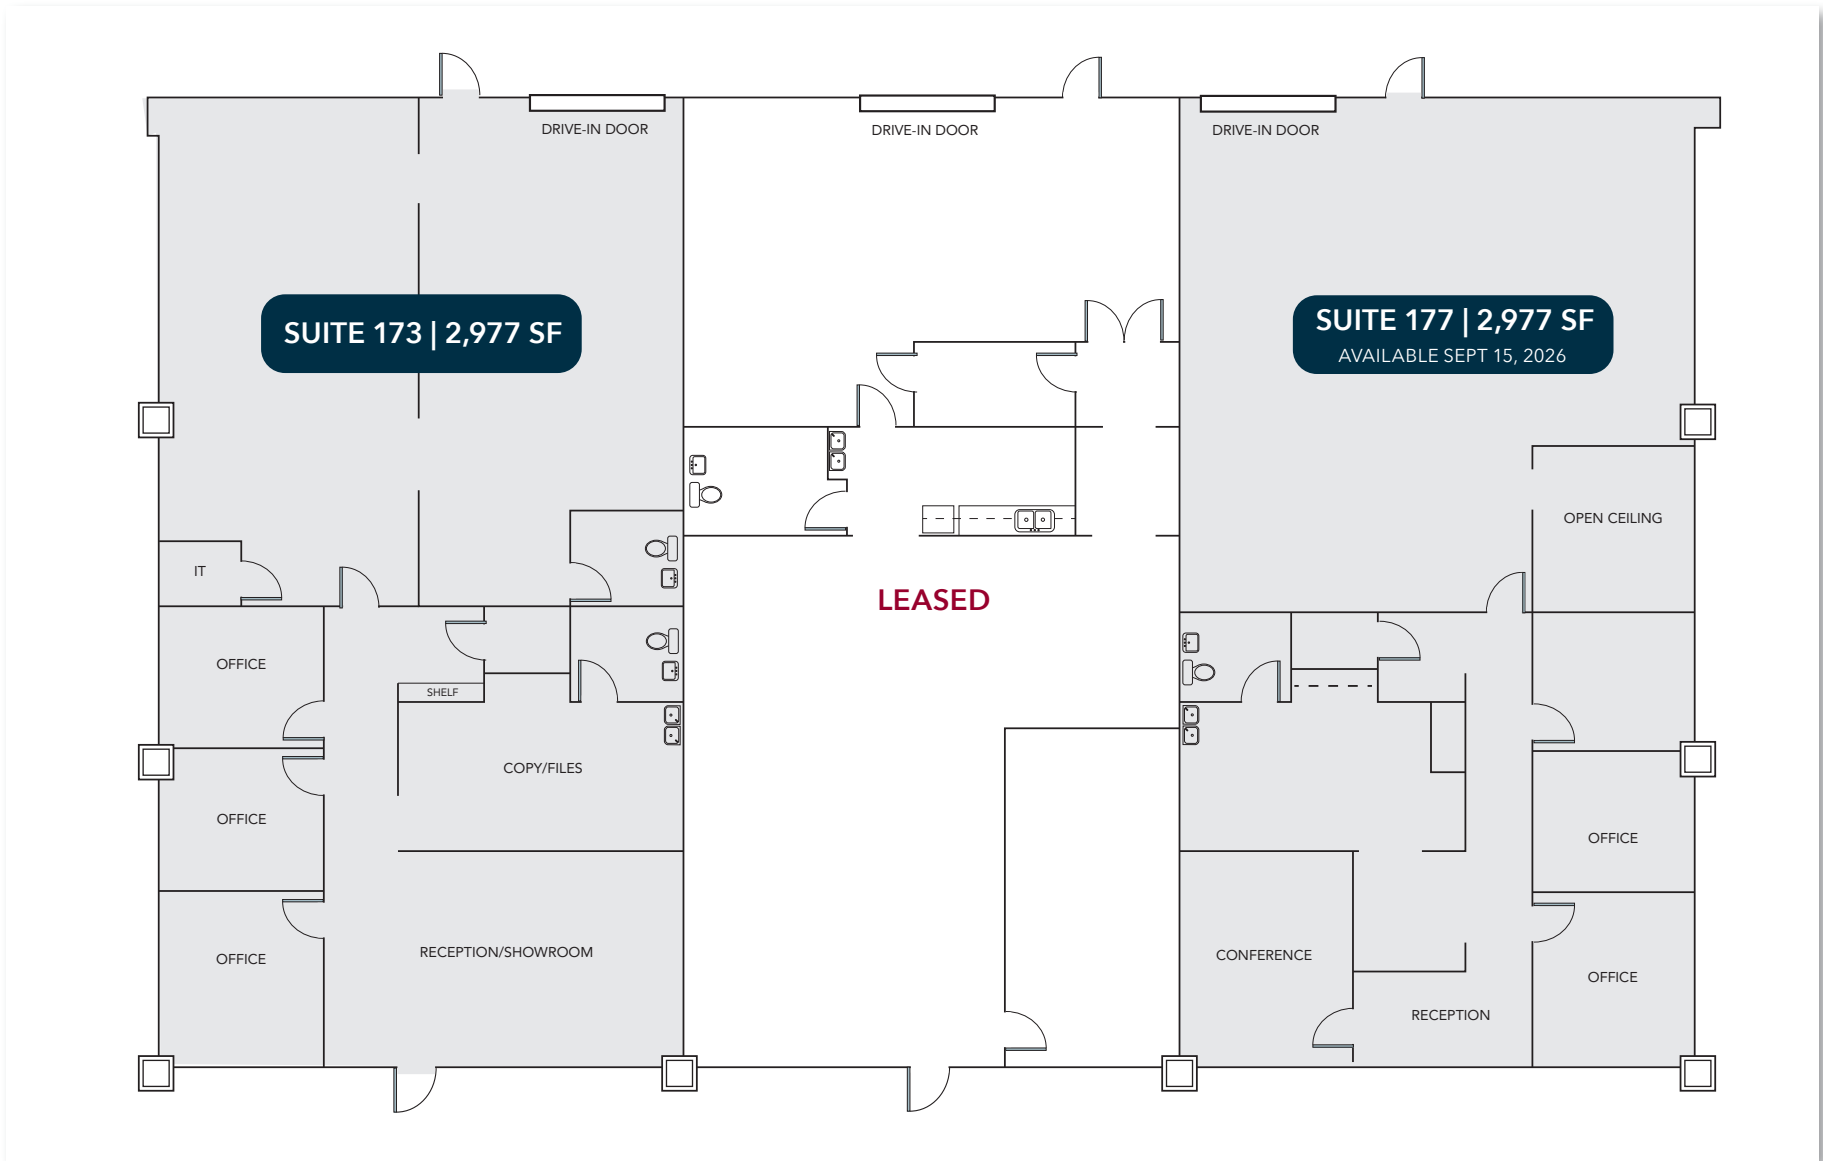 DRIVE-IN DOOR
DRIVE-IN DOOR
DRIVE-IN DOOR
SUITE 173 | 2,977 SF
SUITE 177 | 2,977 SF
AVAILABLE SEPT 15, 2026
OPEN CEILING
IT
LEASED
OFFICE
SHELF
COPY/FILES
OFFICE
OFFICE
OFFICE
RECEPTION/SHOWROOM
CONFERENCE
OFFICE
RECEPTION